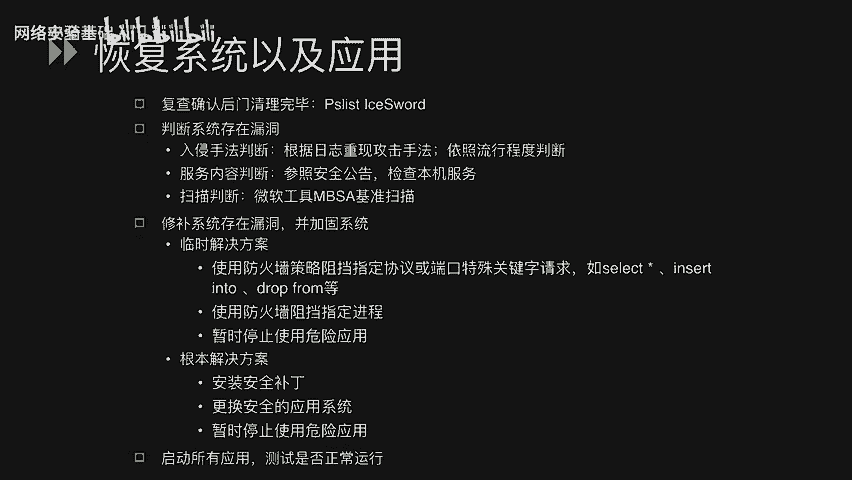 网络安全基础入门
恢复系统以及应用
复查确认后门清理完毕：Pslist IceSword
判断系统存在漏洞
入侵手法判断：根据日志重现攻击手法；依照流行程度判断
服务内容判断：参照安全公告，检查本机服务
扫描判断：微软工具MBSA基准扫描
修补系统存在漏洞，并加固系统
临时解决方案
使用防火墙策略阻挡指定协议或端口特殊关键字请求，如select * 、insert
into 、drop from等
使用防火墙阻挡指定进程
暂时停止使用危险应用
根本解决方案
安装安全补丁
更换安全的应用系统
暂时停止使用危险应用
启动所有应用，测试是否正常运行